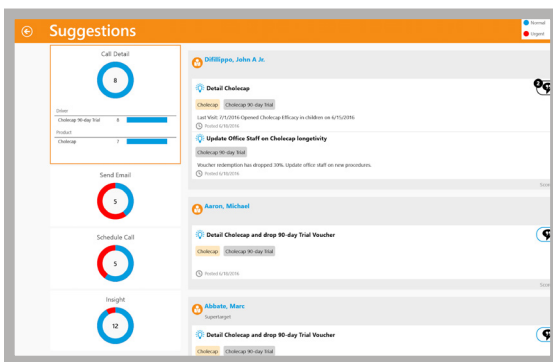 Suggestions
Normal
Urgent
Call Detail
8
Driver
Cholecap 90-day Trial 8
Product
Cholecap 7
Send Email
5
Schedule Call
5
Insight
12
Difillippo, John A Jr.
2
Detail Cholecap
Cholecap Cholecap 90-day Trial
Last Visit: 7/1/2016 Opened Cholecap Efficacy in children on 6/15/2016
Posted 6/18/2016
Update Office Staff on Cholecap longetivity
Cholecap 90-day Trial
Voucher redemption has dropped 30%. Update office staff on new procedures.
Posted 6/18/2016
Aaron, Michael
Detail Cholecap and drop 90-day Trial Voucher
Cholecap Cholecap 90-day Trial
Posted 6/18/2016
Abbate, Marc
Supertarget
Detail Cholecap and drop 90-day Trial Voucher
Cholecap Cholecap 90-day Trial